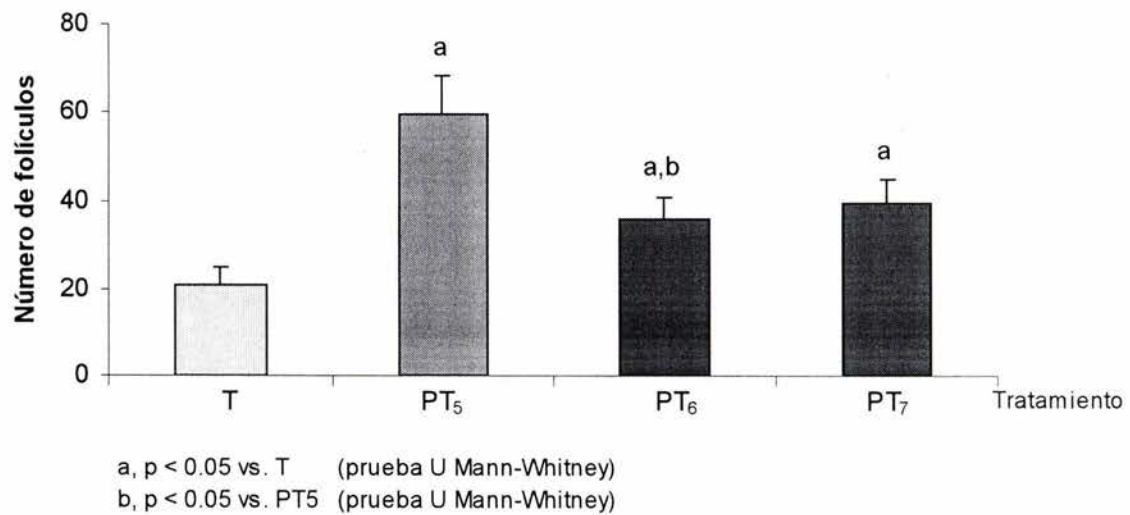 80
60
40
20
0
Número de folículos
a
a,b
a
T
PT₅
PT₆
PT₇
Tratamiento
a, p < 0.05 vs. T (prueba U Mann-Whitney)
b, p < 0.05 vs. PT5 (prueba U Mann-Whitney)